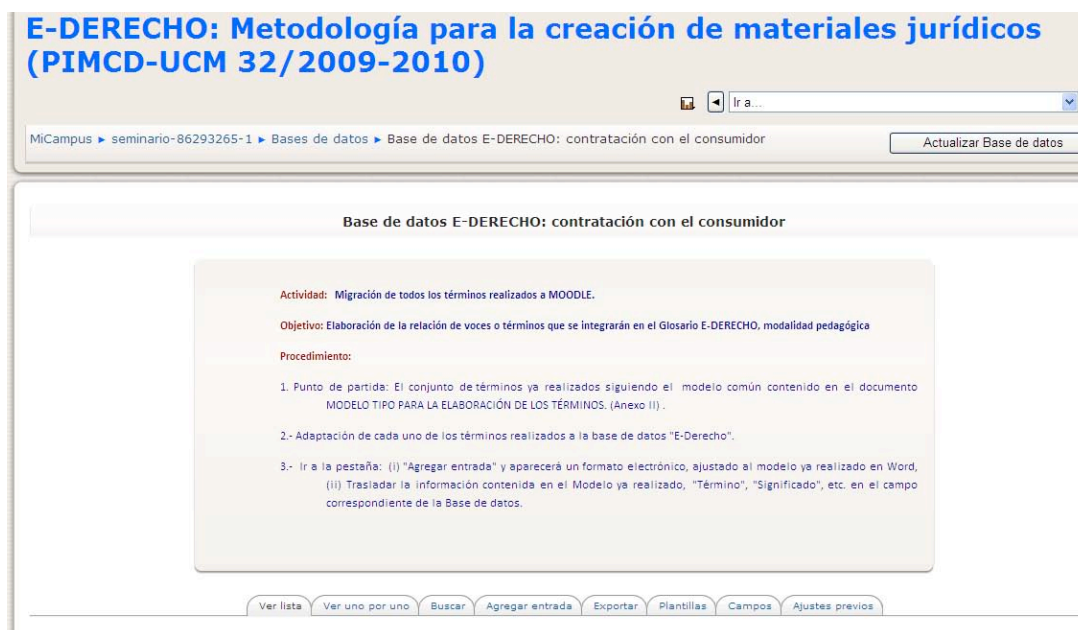 E-DERECHO: Metodología para la creación de materiales jurídicos
(PIMCD-UCM 32/2009-2010)
Ir a...
MiCampus ► seminario-86293265-1 ► Bases de datos ► Base de datos E-DERECHO: contratación con el consumidor
Actualizar Base de datos
Base de datos E-DERECHO: contratación con el consumidor
Actividad: Migración de todos los términos realizados a MOODLE.
Objetivo: Elaboración de la relación de voces o términos que se integrarán en el Glosario E-DERECHO, modalidad pedagógica
Procedimiento:
1. Punto de partida: El conjunto de términos ya realizados siguiendo el modelo común contenido en el documento
MODELO TIPO PARA LA ELABORACIÓN DE LOS TÉRMINOS. (Anexo II) .
2.- Adaptación de cada uno de los términos realizados a la base de datos "E-Derecho".
3.- Ir a la pestaña: (i) "Agregar entrada" y aparecerá un formato electrónico, ajustado al modelo ya realizado en Word,
(ii) Trasladar la información contenida en el Modelo ya realizado, "Término", "Significado", etc. en el campo
correspondiente de la Base de datos.
Ver lista Ver uno por uno Buscar Agregar entrada Exportar Plantillas Campos Ajustes previos